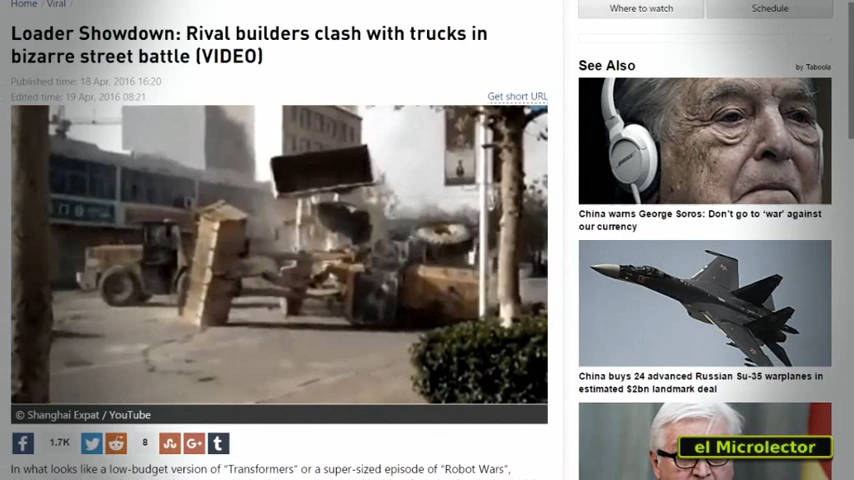 Home / Viral /
Loader Showdown: Rival builders clash with trucks in
bizarre street battle (VIDEO)
Published time: 18 Apr, 2016 16:20
Edited time: 19 Apr, 2016 08:21
Get short URL
© Shanghai Expat / YouTube
1.7K
8
In what looks like a low-budget version of “Transformers” or a super-sized episode of “Robot Wars”,
Where to watch
Schedule
See Also
by Taboola
BOSE
China warns George Soros: Don't go to ‘war’ against
our currency
China buys 24 advanced Russian Su-35 warplanes in
estimated $2bn landmark deal
el Microlector